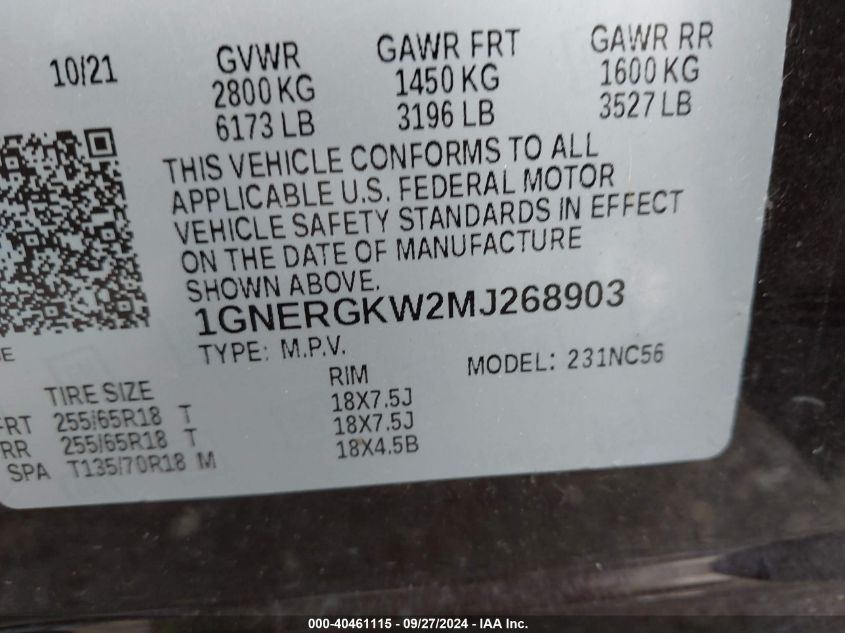 10/21 GVWR GAWR FRT GAWR RR
2800 KG 1450 KG 1600 KG
6173 LB 3196 LB 3527 LB
THIS VEHICLE CONFORMS TO ALL
APPLICABLE U.S. FEDERAL MOTOR
VEHICLE SAFETY STANDARDS IN EFFECT
ON THE DATE OF MANUFACTURE
SHOWN ABOVE.
1GNERGKW2MJ268903
TYPE: M.P.V. MODEL: 231NC56
TIRE SIZE RIM
FRT 255/65R18 T 18X7.5J
RR 255/65R18 T 18X7.5J
SPA T135/70R18 M 18X4.5B
000-40461115 - 09/27/2024 - IAA Inc.